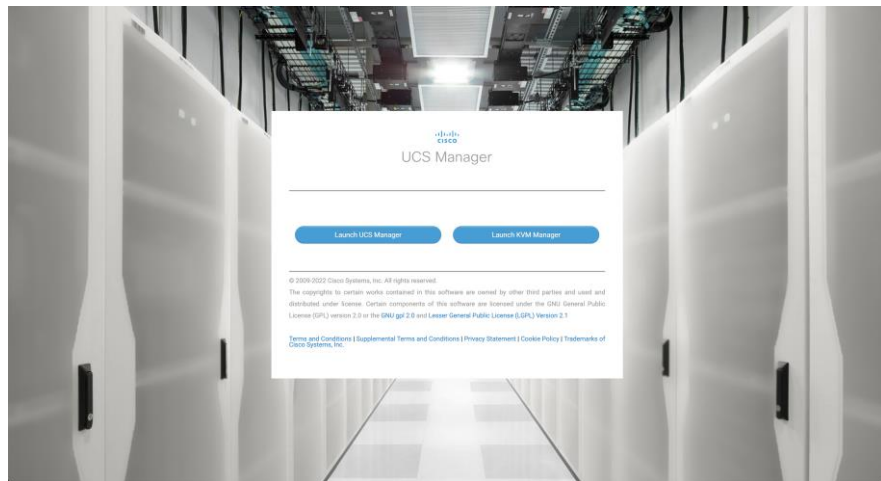 CISCO
UCS Manager
Launch UCS Manager
Launch KVM Manager
© 2009-2022 Cisco Systems, Inc. All rights reserved.
The copyrights to certain works contained in this software are owned by other third parties and used and
distributed under license. Certain components of this software are licensed under the GNU General Public
License (GPL) version 2.0 or the GNU gpl 2.0 and Lesser General Public License (LGPL) Version 2.1
Terms and Conditions | Supplemental Terms and Conditions | Privacy Statement | Cookie Policy | Trademarks of
Cisco Systems, Inc.